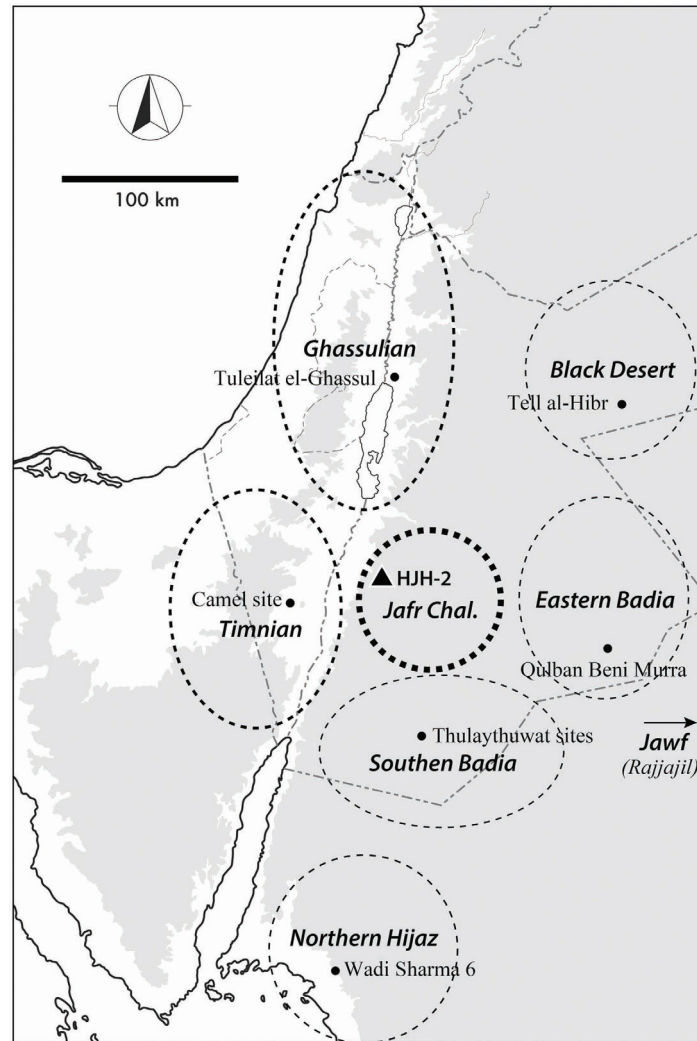 100 km
Ghassulian
Tuleilat el-Ghassul
Black Desert
Tell al-Hibr
HJH-2
Jafr Chal.
Camel site
Timnian
Eastern Badia
Qulban Beni Murra
Thulaythuwat sites
Southen Badia
Jawf
(Rajjajil)
Northern Hijaz
Wadi Sharma 6